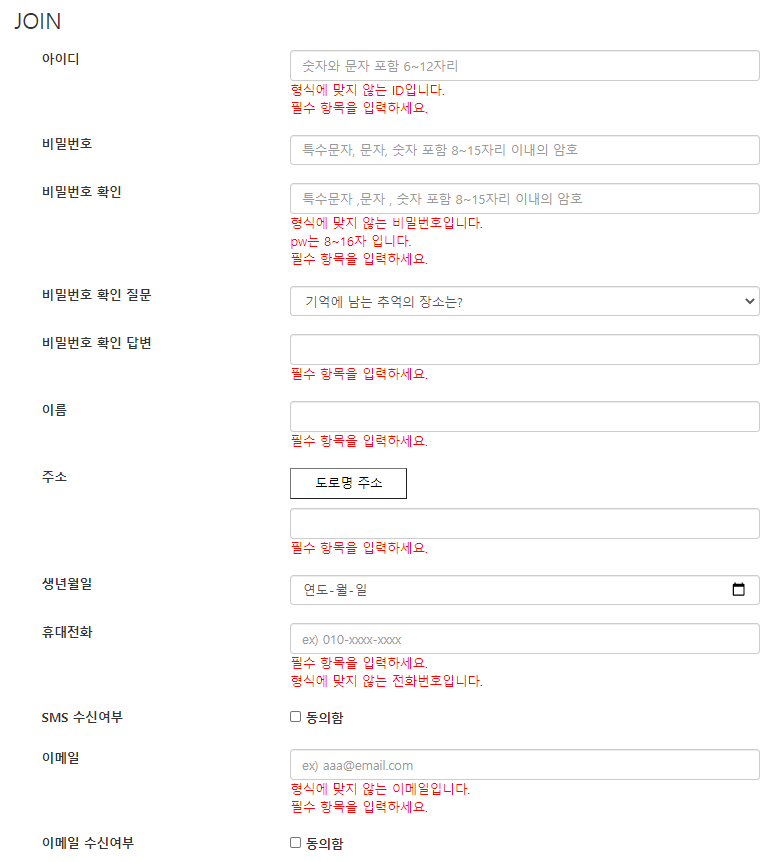 JOIN
아이디
숫자와 문자 포함 6~12자리
형식에 맞지 않는 ID입니다.
필수 항목을 입력하세요.
비밀번호
특수문자, 문자, 숫자 포함 8~15자리 이내의 암호
비밀번호 확인
특수문자 ,문자 , 숫자 포함 8~15자리 이내의 암호
형식에 맞지 않는 비밀번호입니다.
pw는 8~16자 입니다.
필수 항목을 입력하세요.
비밀번호 확인 질문
기억에 남는 추억의 장소는?
비밀번호 확인 답변
필수 항목을 입력하세요.
이름
필수 항목을 입력하세요.
주소
도로명 주소
필수 항목을 입력하세요.
생년월일
연도-월-일
휴대전화
ex) 010-xxxx-xxxx
필수 항목을 입력하세요.
형식에 맞지 않는 전화번호입니다.
SMS 수신여부
동의함
이메일
ex) aaa@email.com
형식에 맞지 않는 이메일입니다.
필수 항목을 입력하세요.
이메일 수신여부
동의함